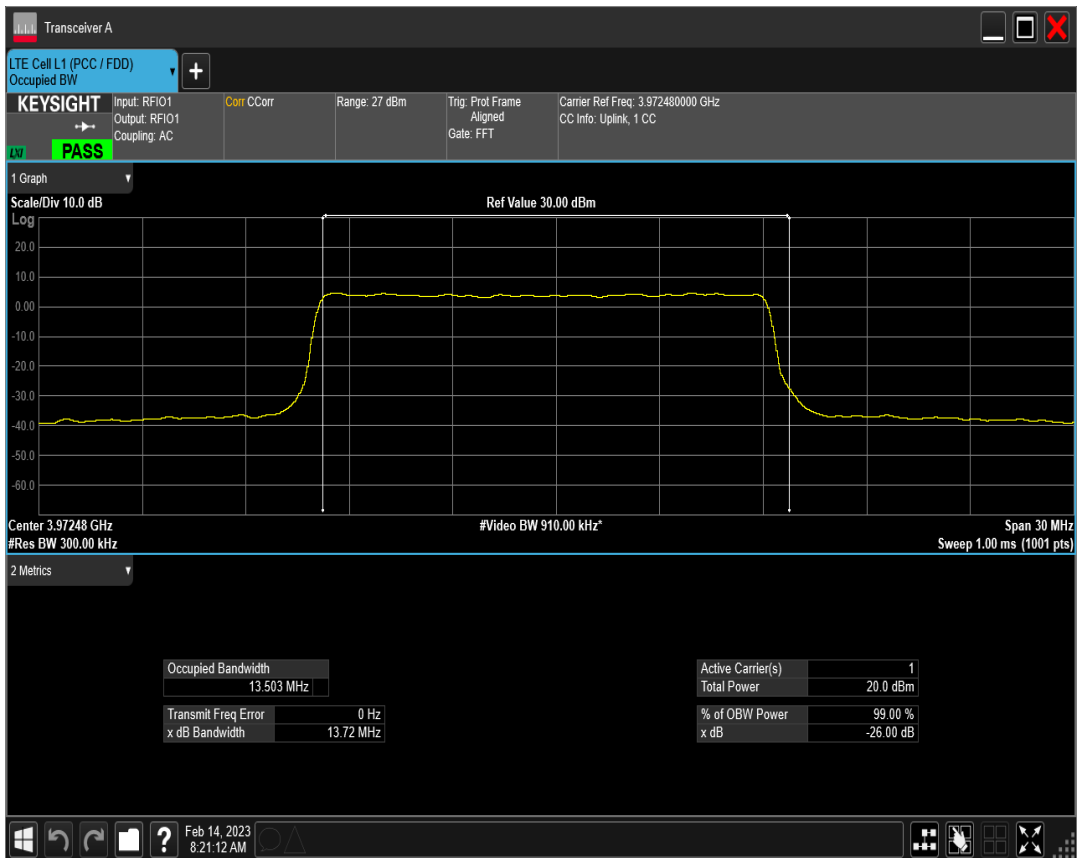 Transceiver A
LTE Cell L1 (PCC / FDD)
Occupied BW
KEYSIGHT
LXI
PASS
Input: RFIO1
Output: RFIO1
Coupling: AC
Corr CCorr
Range: 27 dBm
Trig: Prot Frame
Aligned
Gate: FFT
Carrier Ref Freq: 3.972480000 GHz
CC Info: Uplink, 1 CC
1 Graph
Scale/Div 10.0 dB
Ref Value 30.00 dBm
Log
20.0
10.0
0.00
-10.0
-20.0
-30.0
-40.0
-50.0
-60.0
Center 3.97248 GHz
#Video BW 910.00 kHz*
Span 30 MHz
#Res BW 300.00 kHz
Sweep 1.00 ms (1001 pts)
2 Metrics
Occupied Bandwidth
13.503 MHz
Transmit Freq Error 0 Hz
x dB Bandwidth 13.72 MHz
Active Carrier(s) 1
Total Power 20.0 dBm
% of OBW Power 99.00 %
x dB -26.00 dB
Feb 14, 2023
8:21:12 AM